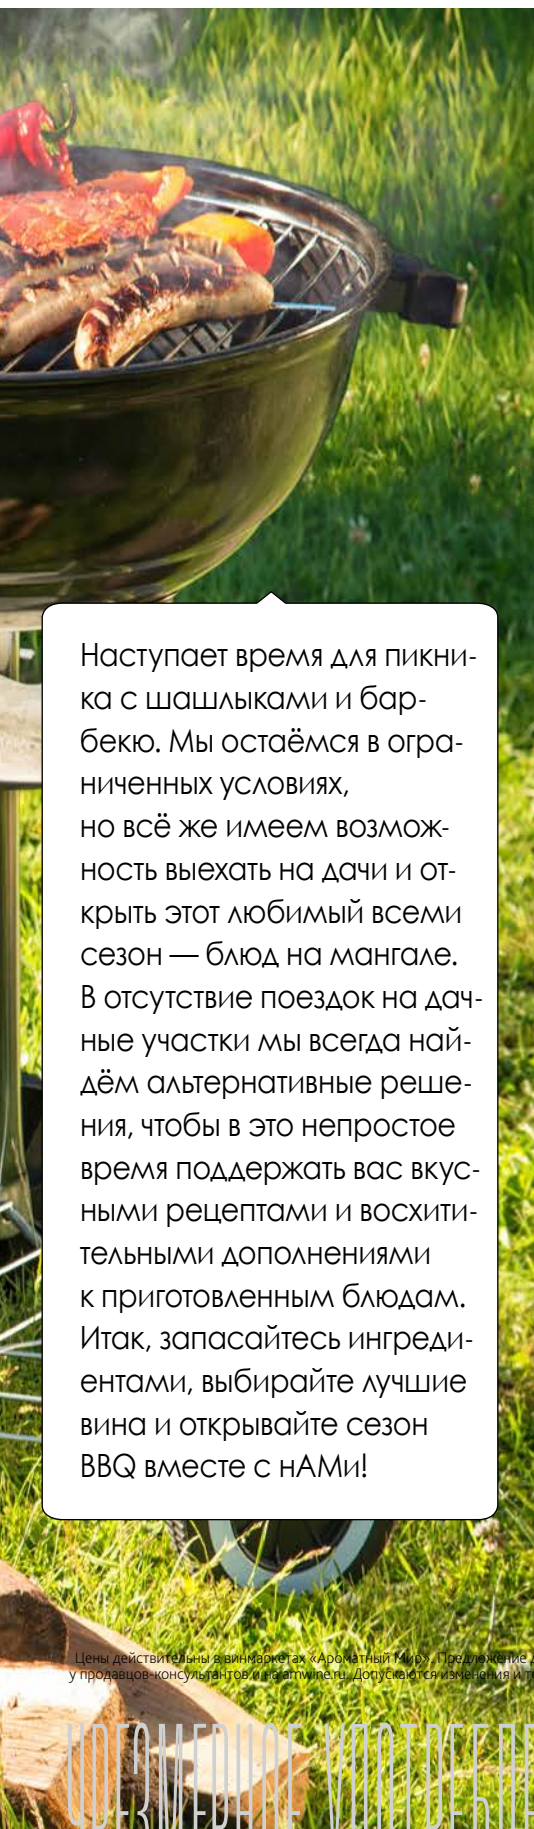 Наступает время для пикни-
ка с шашлыками и бар-
бекю. Мы остаёмся в огра-
ниченных условиях,
но всё же имеем возмож-
ность выехать на дачи и от-
крыть этот любимый всеми
сезон — блюд на мангале.
В отсутствие поездок на дач-
ные участки мы всегда най-
дём альтернативные реше-
ния, чтобы в это непростое
время поддержать вас вкус-
ными рецептами и восхити-
тельными дополнениями
к приготовленным блюдам.
Итак, запасайтесь ингреди-
ентами, выбирайте лучшие
вина и открывайте сезон
BBQ вместе с нАМи!
Цены действительны в винмаркетах «Ароматный Мир». Предложение
у продавцов-консультантов и на amwine.ru. Допускаются изменения и
ЧРЕЗМЕРНОЕ